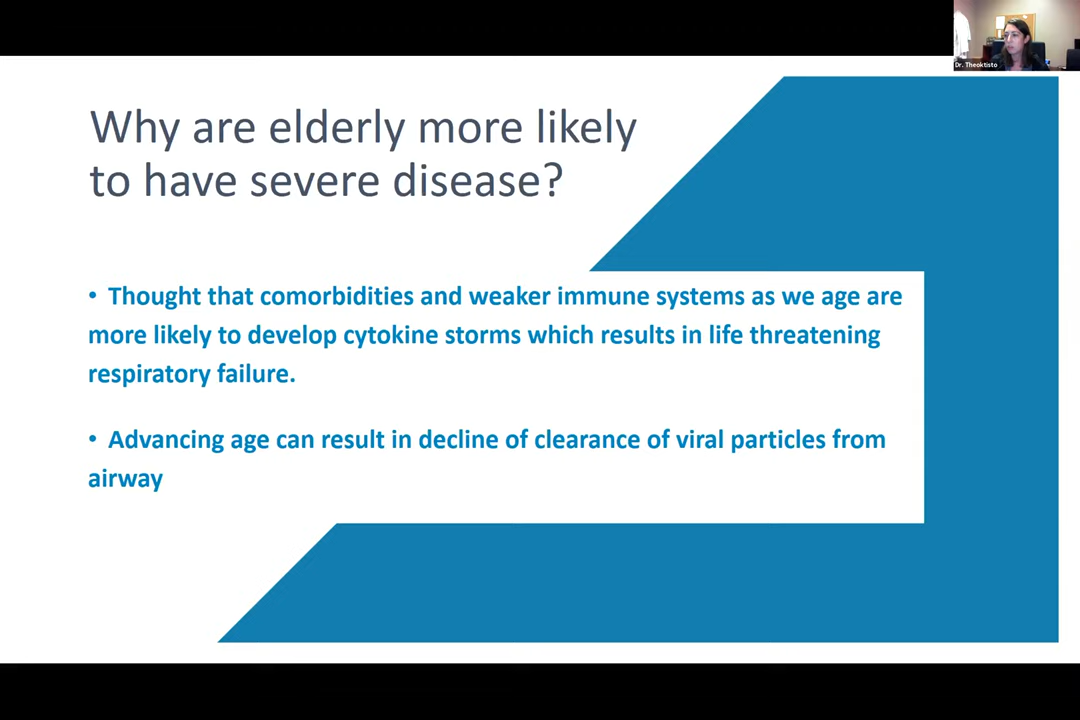 Dr. Theoktisto
Why are elderly more likely
to have severe disease?
• Thought that comorbidities and weaker immune systems as we age are
more likely to develop cytokine storms which results in life threatening
respiratory failure.
• Advancing age can result in decline of clearance of viral particles from
airway